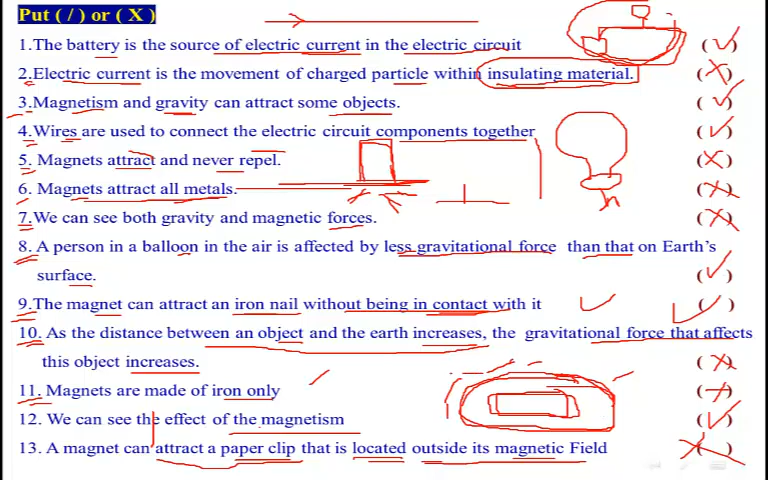 Put ( / ) or ( X )
1.The battery is the source of electric current in the electric circuit (✓)
2.Electric current is the movement of charged particle within insulating material. (X)
3.Magnetism and gravity can attract some objects. (✓)
4.Wires are used to connect the electric circuit components together (✓)
5. Magnets attract and never repel. (X)
6. Magnets attract all metals. (X)
7.We can see both gravity and magnetic forces. (X)
8. A person in a balloon in the air is affected by less gravitational force than that on Earth's
surface. (✓)
9.The magnet can attract an iron nail without being in contact with it ✓ (✓)
10. As the distance between an object and the earth increases, the gravitational force that affects
this object increases. (X)
11. Magnets are made of iron only (X)
12. We can see the effect of the magnetism (✓)
13. A magnet can attract a paper clip that is located outside its magnetic Field (X)